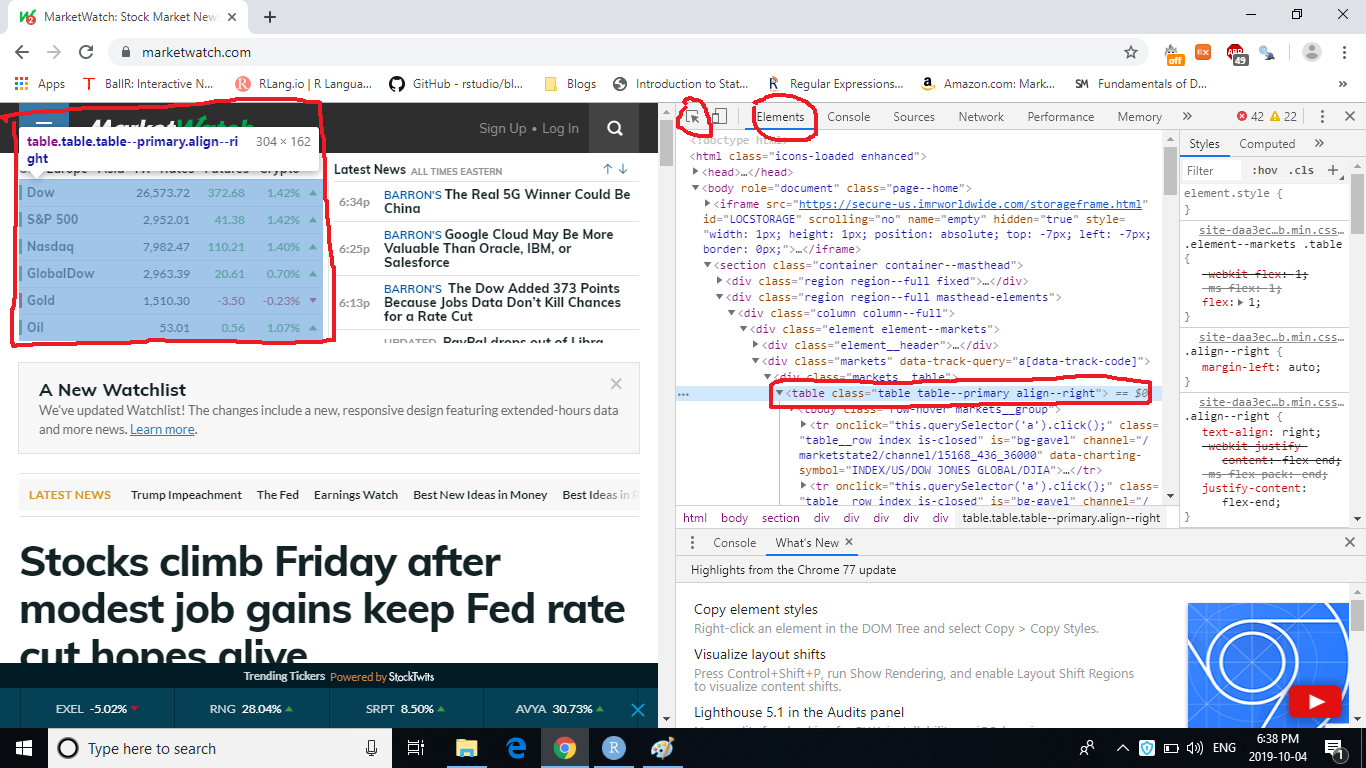 MarketWatch: Stock Market News
marketwatch.com
off
EX
ABP
49
Apps
BallR: Interactive N...
RLang.io | R Langua...
GitHub - rstudio/bl...
Blogs
Introduction to Stat...
Regular Expressions...
Amazon.com: Mark...
SM Fundamentals of D...
MarketWatch
Sign Up • Log In
table.table.table--primary.align--ri
ght
304 × 162
Dow 26,573.72 372.68 1.42%
S&P 500 2,952.01 41.38 1.42%
Nasdaq 7,982.47 110.21 1.40%
GlobalDow 2,963.39 20.61 0.70%
Gold 1,510.30 -3.50 -0.23%
Oil 53.01 0.56 1.07%
Latest News ALL TIMES EASTERN
6:34p BARRON'S The Real 5G Winner Could Be
China
6:25p BARRON'S Google Cloud May Be More
Valuable Than Oracle, IBM, or
Salesforce
6:13p BARRON'S The Dow Added 373 Points
Because Jobs Data Don't Kill Chances
for a Rate Cut
UPDATED PayPal drops out of Libra
A New Watchlist
We've updated Watchlist! The changes include a new, responsive design featuring extended-hours data
and more news. Learn more.
LATEST NEWS Trump Impeachment The Fed Earnings Watch Best New Ideas in Money Best Ideas in R
Stocks climb Friday after
modest job gains keep Fed rate
cut hopes alive
Trending Tickers Powered by StockTwits
EXEL -5.02%
RNG 28.04%
SRPT 8.50%
AVYA 30.73%
Elements Console Sources Network Performance Memory » 42 22
<!doctype html>
<html class="icons-loaded enhanced">
<head>…</head>
<body role="document" class="page--home">
<iframe src="https://secure-us.imrworldwide.com/storageframe.html"
id="LOCSTORAGE" scrolling="no" name="empty" hidden="true" style=
"width: 1px; height: 1px; position: absolute; top: -7px; left: -7px;
border: 0px;">…</iframe>
<section class="container container--masthead">
<div class="region region--full fixed">…</div>
<div class="region region--full masthead-elements">
<div class="column column--full">
<div class="element element--markets">
<div class="element__header">…</div>
<div class="markets" data-track-query="a[data-track-code]">
<div class="markets__table">
<table class="table table--primary align--right"> == $0
<tbody class="row-hover markets__group">
<tr onclick="this.querySelector('a').click();" class=
"table__row index is-closed" is="bg-gavel" channel="/
marketstate2/channel/15168_436_36000" data-charting-
symbol="INDEX/US/DOW JONES GLOBAL/DJIA">…</tr>
<tr onclick="this.querySelector('a').click();" class=
"table__row index is-closed" is="bg-gavel" channel="/
html body section div div div div div table.table.table--primary.align--right
Styles Computed »
Filter :hov .cls +
element.style {
}
site-daa3ec…b.min.css…
.element--markets .table
{
-webkit-flex: 1;
-ms-flex: 1;
flex: 1;
}
site-daa3ec…b.min.css…
.align--right {
margin-left: auto;
}
site-daa3ec…b.min.css…
.align--right {
text-align: right;
-webkit-justify-
content: flex-end;
-ms-flex-pack: end;
justify-content:
flex-end;
}
Console What's New
Highlights from the Chrome 77 update
Copy element styles
Right-click an element in the DOM Tree and select Copy > Copy Styles.
Visualize layout shifts
Press Control+Shift+P, run Show Rendering, and enable Layout Shift Regions
to visualize content shifts.
Lighthouse 5.1 in the Audits panel
Type here to search
ENG
6:38 PM
2019-10-04
1